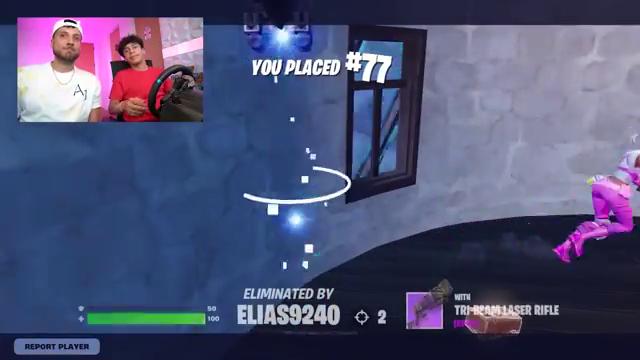 YOU PLACED #77
50
100
ELIMINATED BY
ELIAS9240
2
WITH
TRI-BEAM LASER RIFLE
REPORT PLAYER